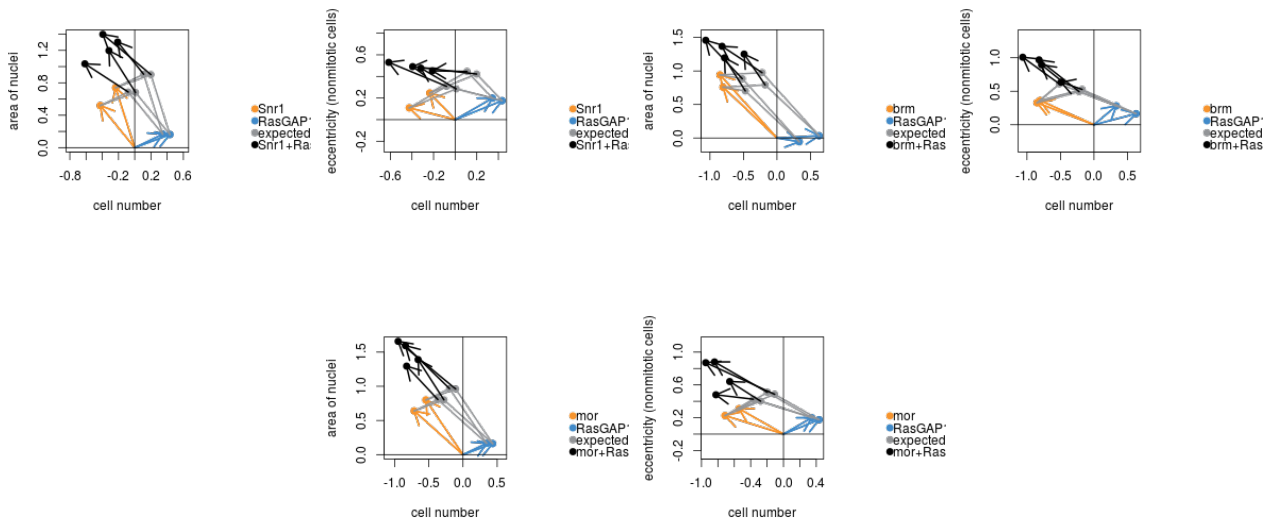 area of nuclei
0.0 0.4 0.8 1.2
-0.8 -0.2 0.2 0.6
cell number
Snr1
RasGAP1
expected
Snr1+Ras
eccentricity (nonmitotic cells)
-0.2 0.2 0.6
-0.6 -0.2 0.2
cell number
Snr1
RasGAP1
expected
Snr1+Ras
area of nuclei
0.0 0.5 1.0 1.5
-1.0 -0.5 0.0 0.5
cell number
brm
RasGAP1
expected
brm+Ras
eccentricity (nonmitotic cells)
0.0 0.5 1.0
-1.0 -0.5 0.0 0.5
cell number
brm
RasGAP1
expected
brm+Ras
area of nuclei
0.0 0.5 1.0 1.5
-1.0 -0.5 0.0 0.5
cell number
mor
RasGAP1
expected
mor+Ras
eccentricity (nonmitotic cells)
-0.2 0.2 0.6 1.0
-1.0 -0.6 0.0 0.4
cell number
mor
RasGAP1
expected
mor+Ras